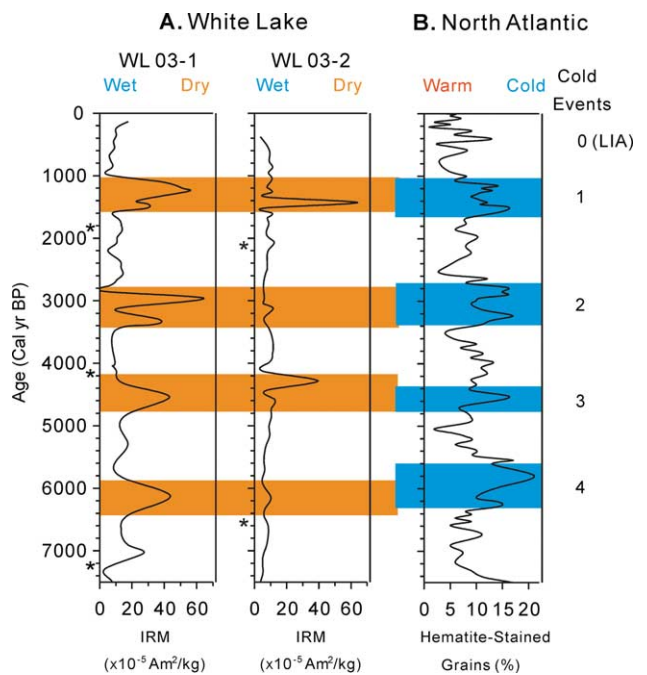 A. White Lake
B. North Atlantic
WL 03-1
WL 03-2
Wet Dry
Wet Dry
Warm Cold
Cold
Events
Age (Cal yr BP)
0
1000
2000
3000
4000
5000
6000
7000
*
*
*
*
*
0 (LIA)
1
2
3
4
0 20 40 60
0 20 40 60
0 5 10 15 20
IRM
(x10⁻⁵ Am²/kg)
IRM
(x10⁻⁵ Am²/kg)
Hematite-Stained
Grains (%)